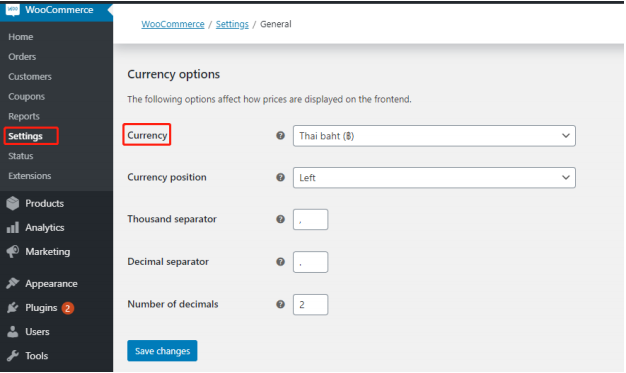 WooCommerce
Home
Orders
Customers
Coupons
Reports
Settings
Status
Extensions
Products
Analytics
Marketing
Appearance
Plugins 2
Users
Tools
WooCommerce / Settings / General
Currency options
The following options affect how prices are displayed on the frontend.
Currency ? Thai baht (฿)
Currency position ? Left
Thousand separator ? ,
Decimal separator ? .
Number of decimals ? 2
Save changes